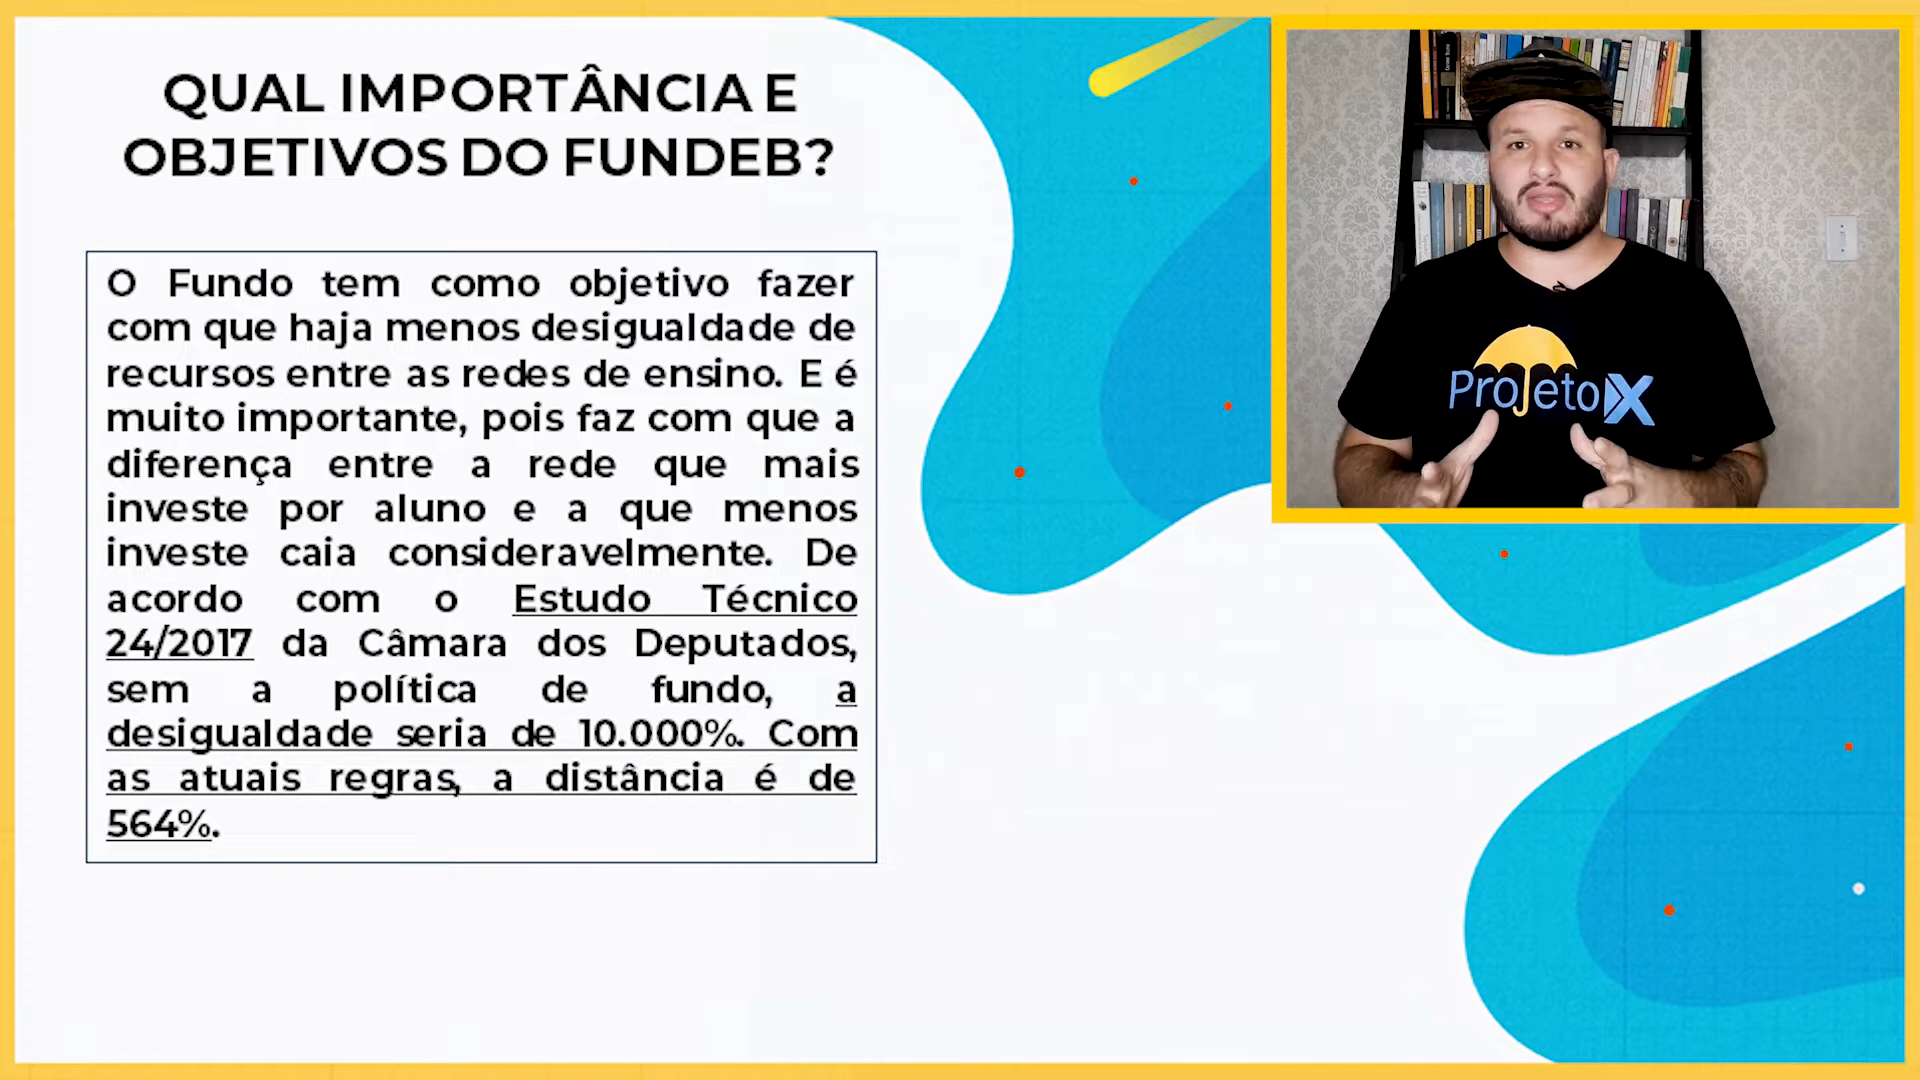 QUAL IMPORTÂNCIA E
OBJETIVOS DO FUNDEB?
O Fundo tem como objetivo fazer
com que haja menos desigualdade de
recursos entre as redes de ensino. E é
muito importante, pois faz com que a
diferença entre a rede que mais
investe por aluno e a que menos
investe caia consideravelmente. De
acordo com o Estudo Técnico
24/2017 da Câmara dos Deputados,
sem a política de fundo, a
desigualdade seria de 10.000%. Com
as atuais regras, a distância é de
564%.
Projeto X